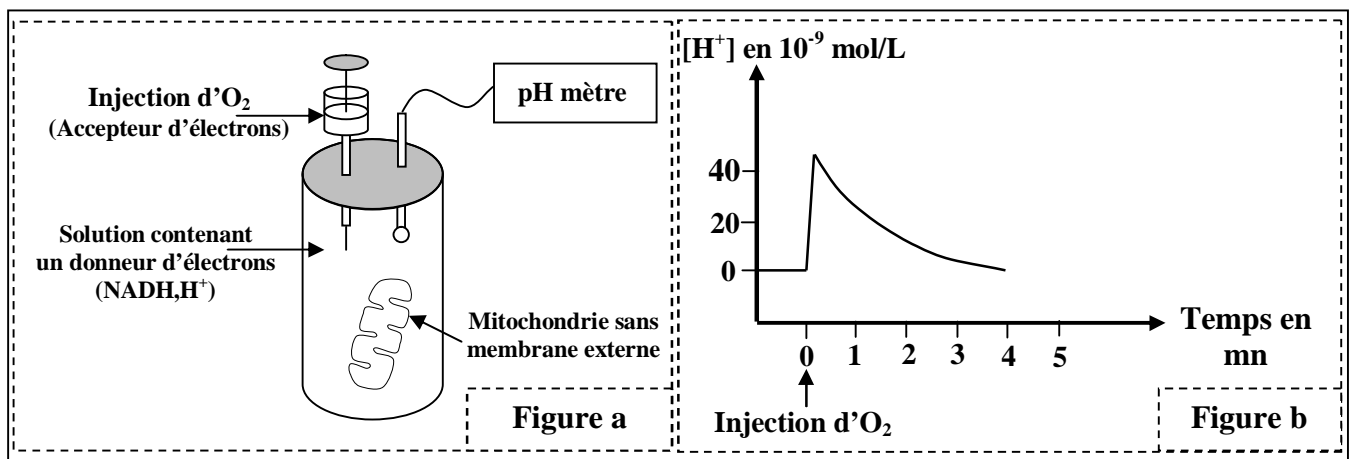 Injection d'O₂
(Accepteur d'électrons)
pH mètre
Solution contenant
un donneur d'électrons
(NADH,H⁺)
Mitochondrie sans
membrane externe
Figure a
[H⁺] en 10⁻⁹ mol/L
40
20
0
0 1 2 3 4 5
Temps en
mn
Injection d'O₂
Figure b